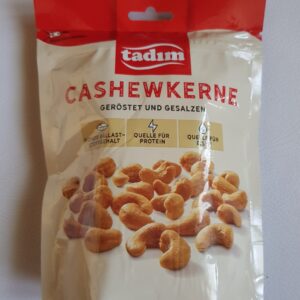 tadım
CASHEWKERNE
GERÖSTET UND GESALZEN
QUELLE FÜR
PROTEIN
QUELLE FÜR